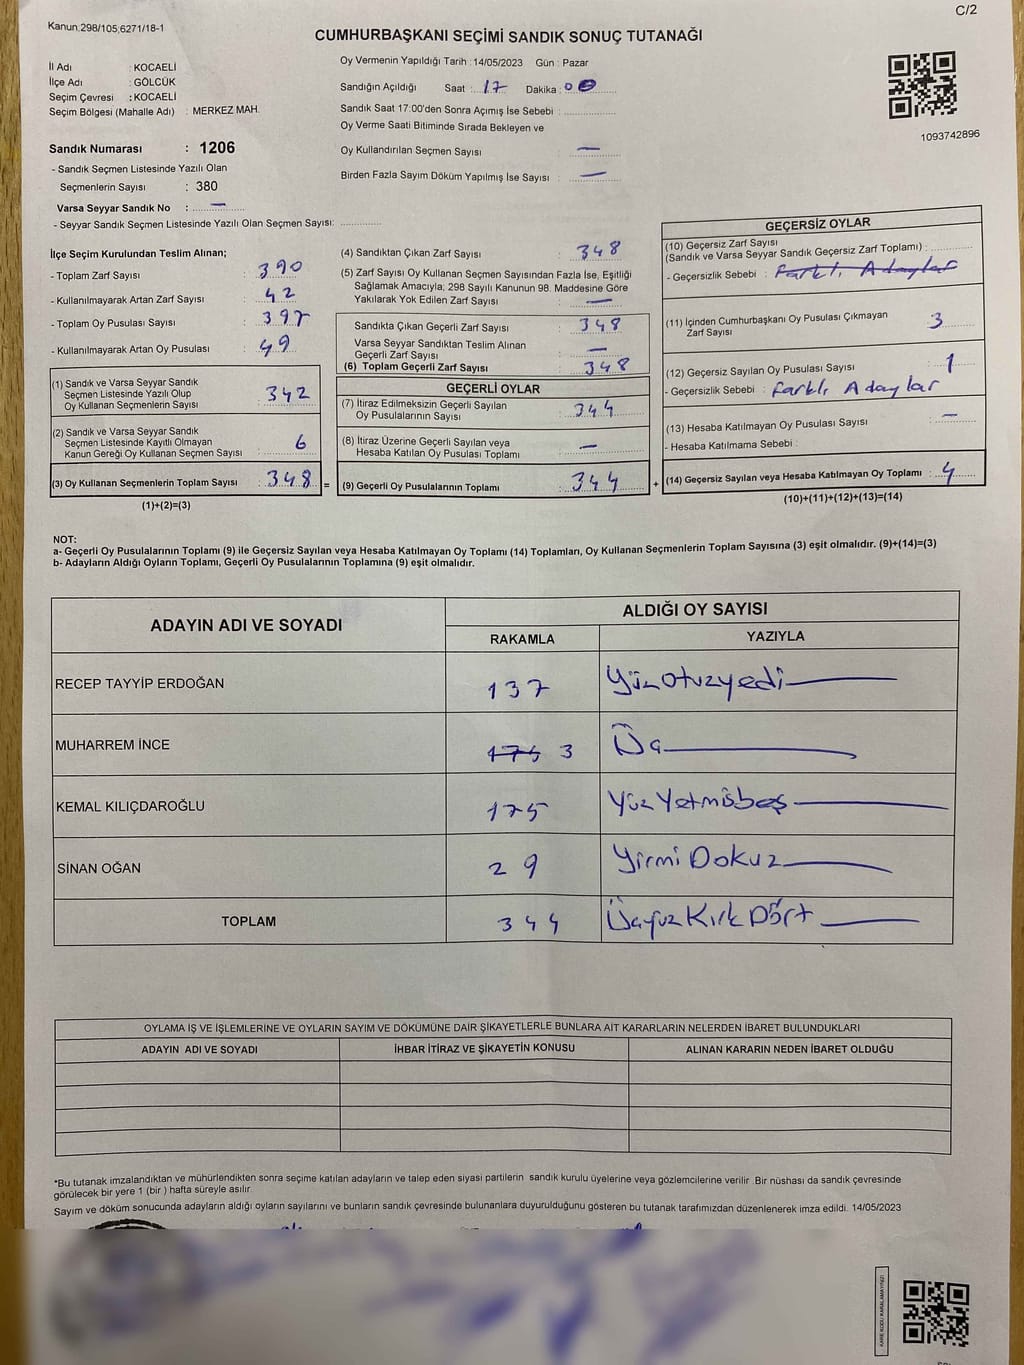 C/2
Kanun:298/105;6271/18-1
CUMHURBAŞKANI SEÇİMİ SANDIK SONUÇ TUTANAĞI
İl Adı : KOCAELİ
İlçe Adı : GÖLCÜK
Seçim Çevresi : KOCAELİ
Seçim Bölgesi (Mahalle Adı) : MERKEZ MAH.
Oy Vermenin Yapıldığı Tarih : 14/05/2023 Gün : Pazar
Sandığın Açıldığı Saat : 17 Dakika : 00
Sandık Saat 17:00'den Sonra Açımış İse Sebebi :
Oy Verme Saati Bitiminde Sırada Bekleyen ve
Oy Kullandırılan Seçmen Sayısı : —
Birden Fazla Sayım Döküm Yapılmış İse Sayısı : —
1093742896
Sandık Numarası : 1206
- Sandık Seçmen Listesinde Yazılı Olan
Seçmenlerin Sayısı : 380
Varsa Seyyar Sandık No : —
- Seyyar Sandık Seçmen Listesinde Yazılı Olan Seçmen Sayısı:
İlçe Seçim Kurulundan Teslim Alınan;
- Toplam Zarf Sayısı : 390
- Kullanılmayarak Artan Zarf Sayısı : 42
- Toplam Oy Pusulası Sayısı : 397
- Kullanılmayarak Artan Oy Pusulası : 49
(1) Sandık ve Varsa Seyyar Sandık
Seçmen Listesinde Yazılı Olup
Oy Kullanan Seçmenlerin Sayısı : 342
(2) Sandık ve Varsa Seyyar Sandık
Seçmen Listesinde Kayıtlı Olmayan
Kanun Gereği Oy Kullanan Seçmen Sayısı : 6
(3) Oy Kullanan Seçmenlerin Toplam Sayısı : 348 =
(1)+(2)=(3)
(4) Sandıktan Çıkan Zarf Sayısı : 348
(5) Zarf Sayısı Oy Kullanan Seçmen Sayısından Fazla İse, Eşitliği
Sağlamak Amacıyla; 298 Sayılı Kanunun 98. Maddesine Göre
Yakılarak Yok Edilen Zarf Sayısı : —
Sandıkta Çıkan Geçerli Zarf Sayısı : 348
Varsa Seyyar Sandıktan Teslim Alınan
Geçerli Zarf Sayısı : —
(6) Toplam Geçerli Zarf Sayısı : 348
GEÇERLİ OYLAR
(7) İtiraz Edilmeksizin Geçerli Sayılan
Oy Pusulalarının Sayısı : 344
(8) İtiraz Üzerine Geçerli Sayılan veya
Hesaba Katılan Oy Pusulası Toplamı : —
(9) Geçerli Oy Pusulalarının Toplamı : 344 +
GEÇERSİZ OYLAR
(10) Geçersiz Zarf Sayısı
(Sandık ve Varsa Seyyar Sandık Geçersiz Zarf Toplamı) :
- Geçersizlik Sebebi : Farklı Adaylar
(11) İçinden Cumhurbaşkanı Oy Pusulası Çıkmayan
Zarf Sayısı : 3
(12) Geçersiz Sayılan Oy Pusulası Sayısı : 1
- Geçersizlik Sebebi : farklı Adaylar
(13) Hesaba Katılmayan Oy Pusulası Sayısı : —
- Hesaba Katılmama Sebebi :
(14) Geçersiz Sayılan veya Hesaba Katılmayan Oy Toplamı : 4
(10)+(11)+(12)+(13)=(14)
NOT:
a- Geçerli Oy Pusulalarının Toplamı (9) ile Geçersiz Sayılan veya Hesaba Katılmayan Oy Toplamı (14) Toplamları, Oy Kullanan Seçmenlerin Toplam Sayısına (3) eşit olmalıdır. (9)+(14)=(3)
b- Adayların Aldığı Oyların Toplamı, Geçerli Oy Pusulalarının Toplamına (9) eşit olmalıdır.
ADAYIN ADI VE SOYADI
ALDIĞI OY SAYISI
RAKAMLA YAZIYLA
RECEP TAYYİP ERDOĞAN 137 Yüzotuzyedi
MUHARREM İNCE 175 3 Üç
KEMAL KILIÇDAROĞLU 175 Yüz Yetmişbeş
SİNAN OĞAN 29 Yirmi Dokuz
TOPLAM 344 Üçyüz Kırk Dört
OYLAMA İŞ VE İŞLEMLERİNE VE OYLARIN SAYIM VE DÖKÜMÜNE DAİR ŞİKAYETLERLE BUNLARA AİT KARARLARIN NELERDEN İBARET BULUNDUKLARI
ADAYIN ADI VE SOYADI İHBAR İTİRAZ VE ŞİKAYETİN KONUSU ALINAN KARARIN NEDEN İBARET OLDUĞU
*Bu tutanak imzalandıktan ve mühürlendikten sonra seçime katılan adayların ve talep eden siyasi partilerin sandık kurulu üyelerine veya gözlemcilerine verilir. Bir nüshası da sandık çevresinde
görülecek bir yere 1 (bir) hafta süreyle asılır.
Sayım ve döküm sonucunda adayların aldığı oyların sayılarını ve bunların sandık çevresinde bulunanlara duyurulduğunu gösteren bu tutanak tarafımızdan düzenlenerek imza edildi. 14/05/2023